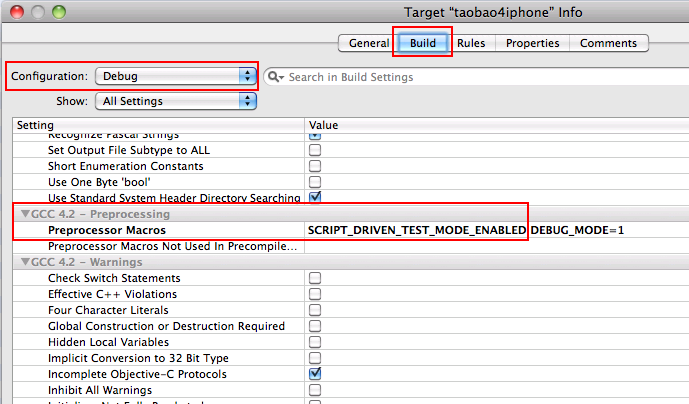 Target “taobao4iphone” Info
General Build Rules Properties Comments
Configuration: Debug
Search in Build Settings
Show: All Settings
Setting Value
Recognize Pascal Strings
Set Output File Subtype to ALL
Short Enumeration Constants
Use One Byte 'bool'
Use Standard System Header Directory Searching
GCC 4.2 - Preprocessing
Preprocessor Macros SCRIPT_DRIVEN_TEST_MODE_ENABLED DEBUG_MODE=1
Preprocessor Macros Not Used In Precompile...
GCC 4.2 - Warnings
Check Switch Statements
Effective C++ Violations
Four Character Literals
Global Construction or Destruction Required
Hidden Local Variables
Implicit Conversion to 32 Bit Type
Incomplete Objective-C Protocols
Inhibit All Warnings